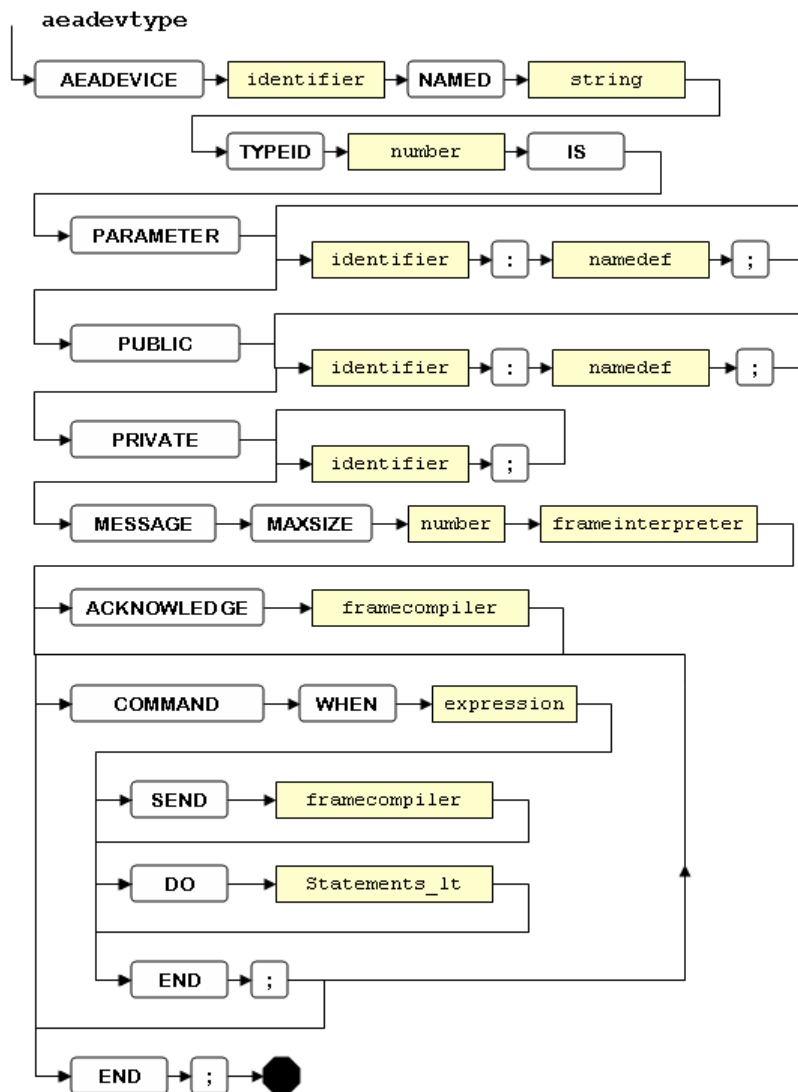 aeadevtype
AEADEVICE identifier NAMED string
TYPEID number IS
PARAMETER
identifier : namedef ;
PUBLIC
identifier : namedef ;
PRIVATE
identifier ;
MESSAGE MAXSIZE number frameinterpreter
ACKNOWLEDGE framecompiler
COMMAND WHEN expression
SEND framecompiler
DO Statements_lt
END ;
END ;